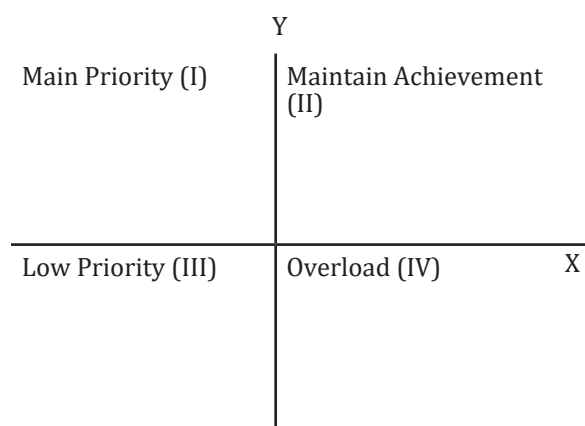 Y
Main Priority (I)
Maintain Achievement
(II)
Low Priority (III)
Overload (IV)
X